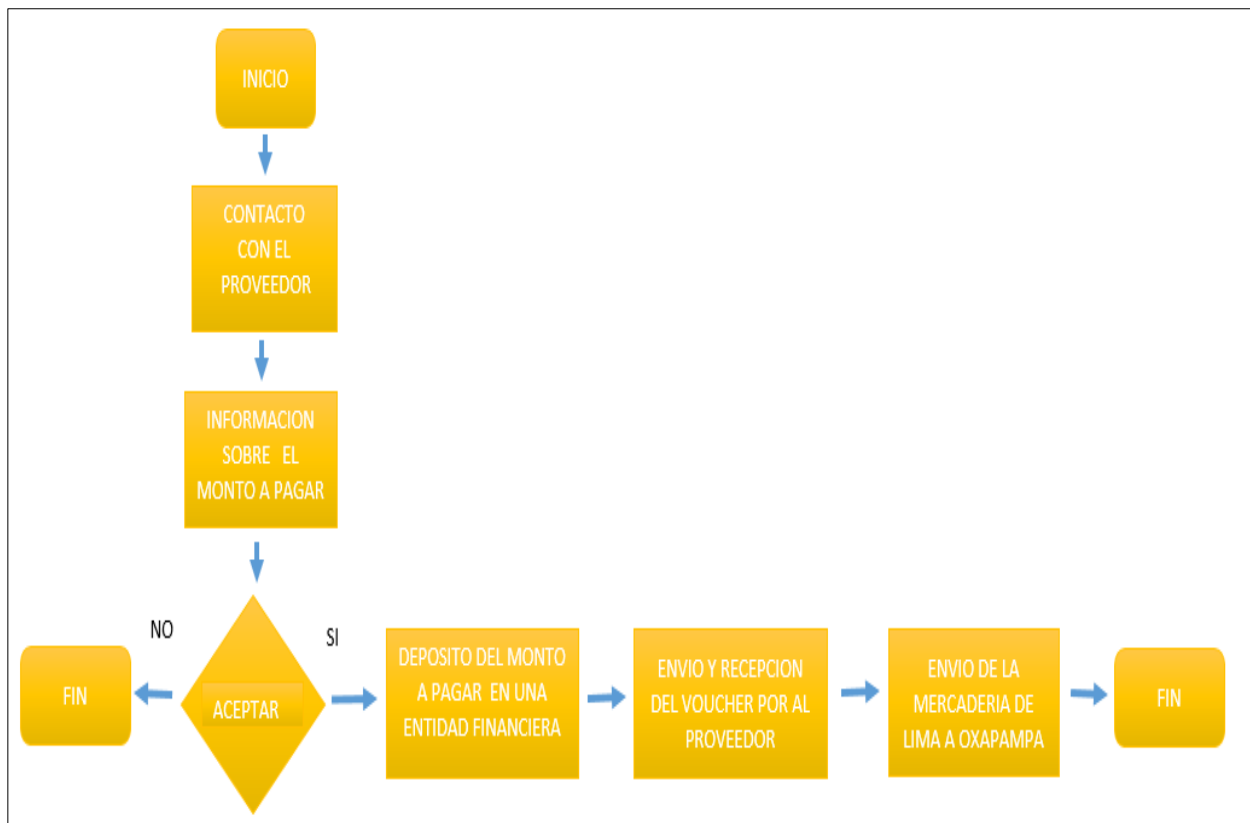 INICIO
CONTACTO
CON EL
PROVEEDOR
INFORMACION
SOBRE EL
MONTO A PAGAR
NO
SI
FIN
ACEPTAR
DEPOSITO DEL MONTO
A PAGAR EN UNA
ENTIDAD FINANCIERA
ENVIO Y RECEPCION
DEL VOUCHER POR AL
PROVEEDOR
ENVIO DE LA
MERCADERIA DE
LIMA A OXAPAMPA
FIN